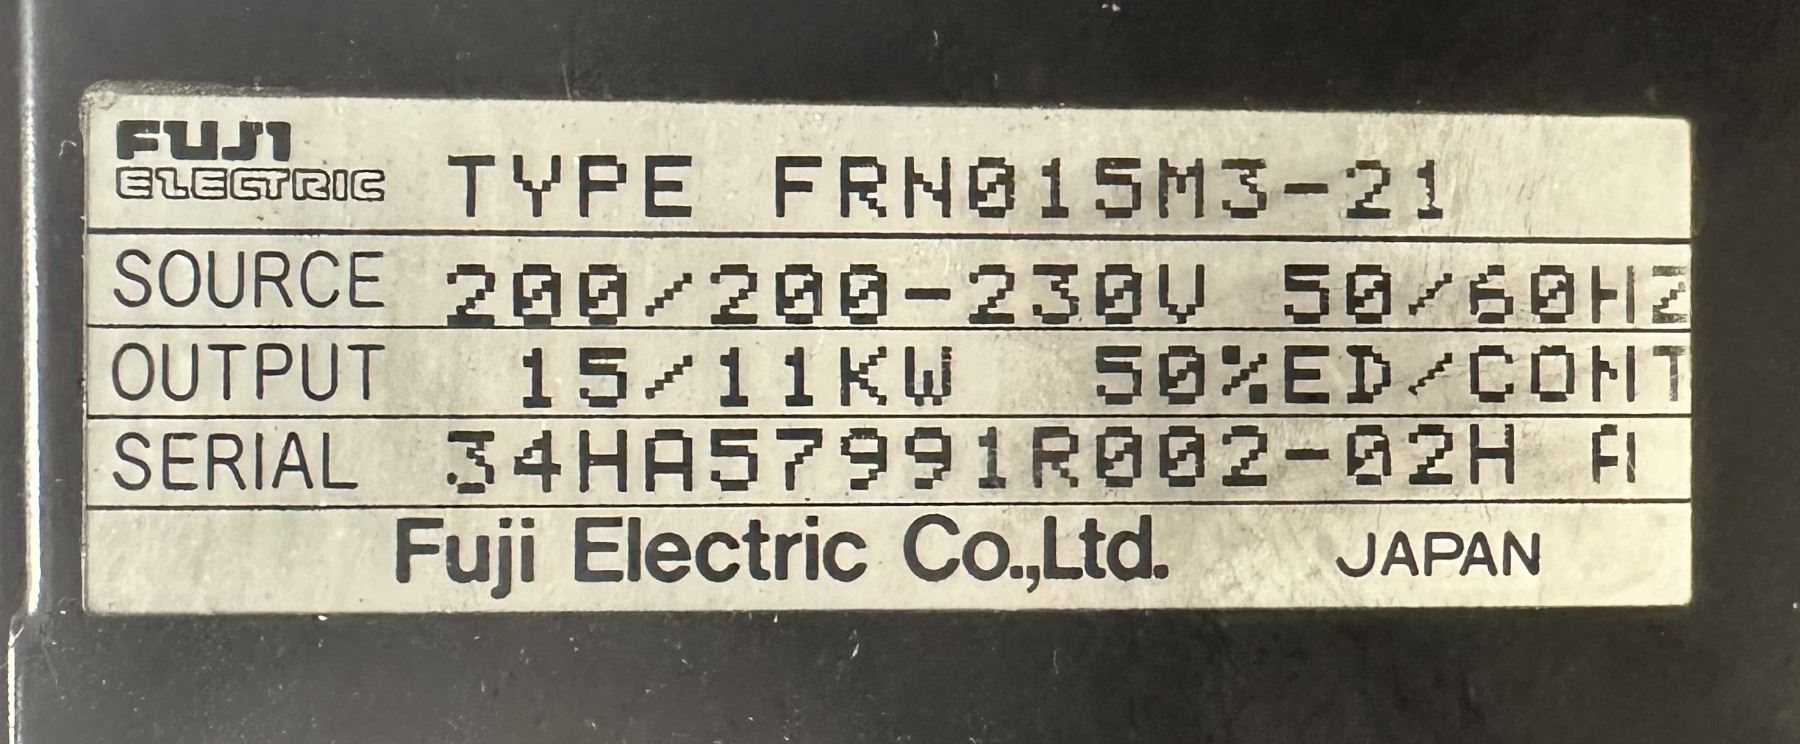 FUJI
ELECTRIC
TYPE FRN015M3-21
SOURCE 200/200-230V 50/60HZ
OUTPUT 15/11KW 50%ED/CONT
SERIAL 34HA57991R002-02H A
Fuji Electric Co.,Ltd. JAPAN